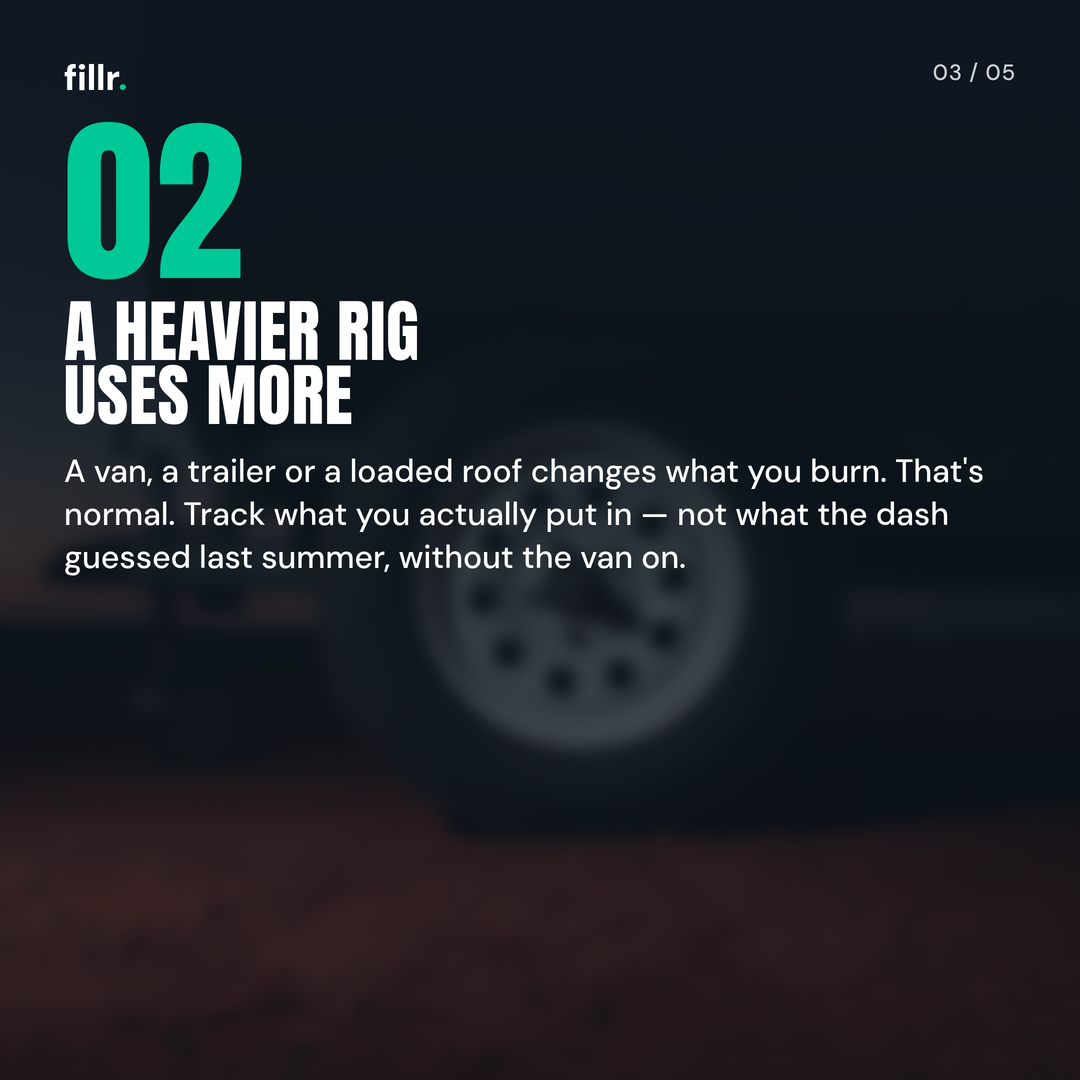 fillr.
03 / 05
02
A HEAVIER RIG
USES MORE
A van, a trailer or a loaded roof changes what you burn. That's
normal. Track what you actually put in — not what the dash
guessed last summer, without the van on.